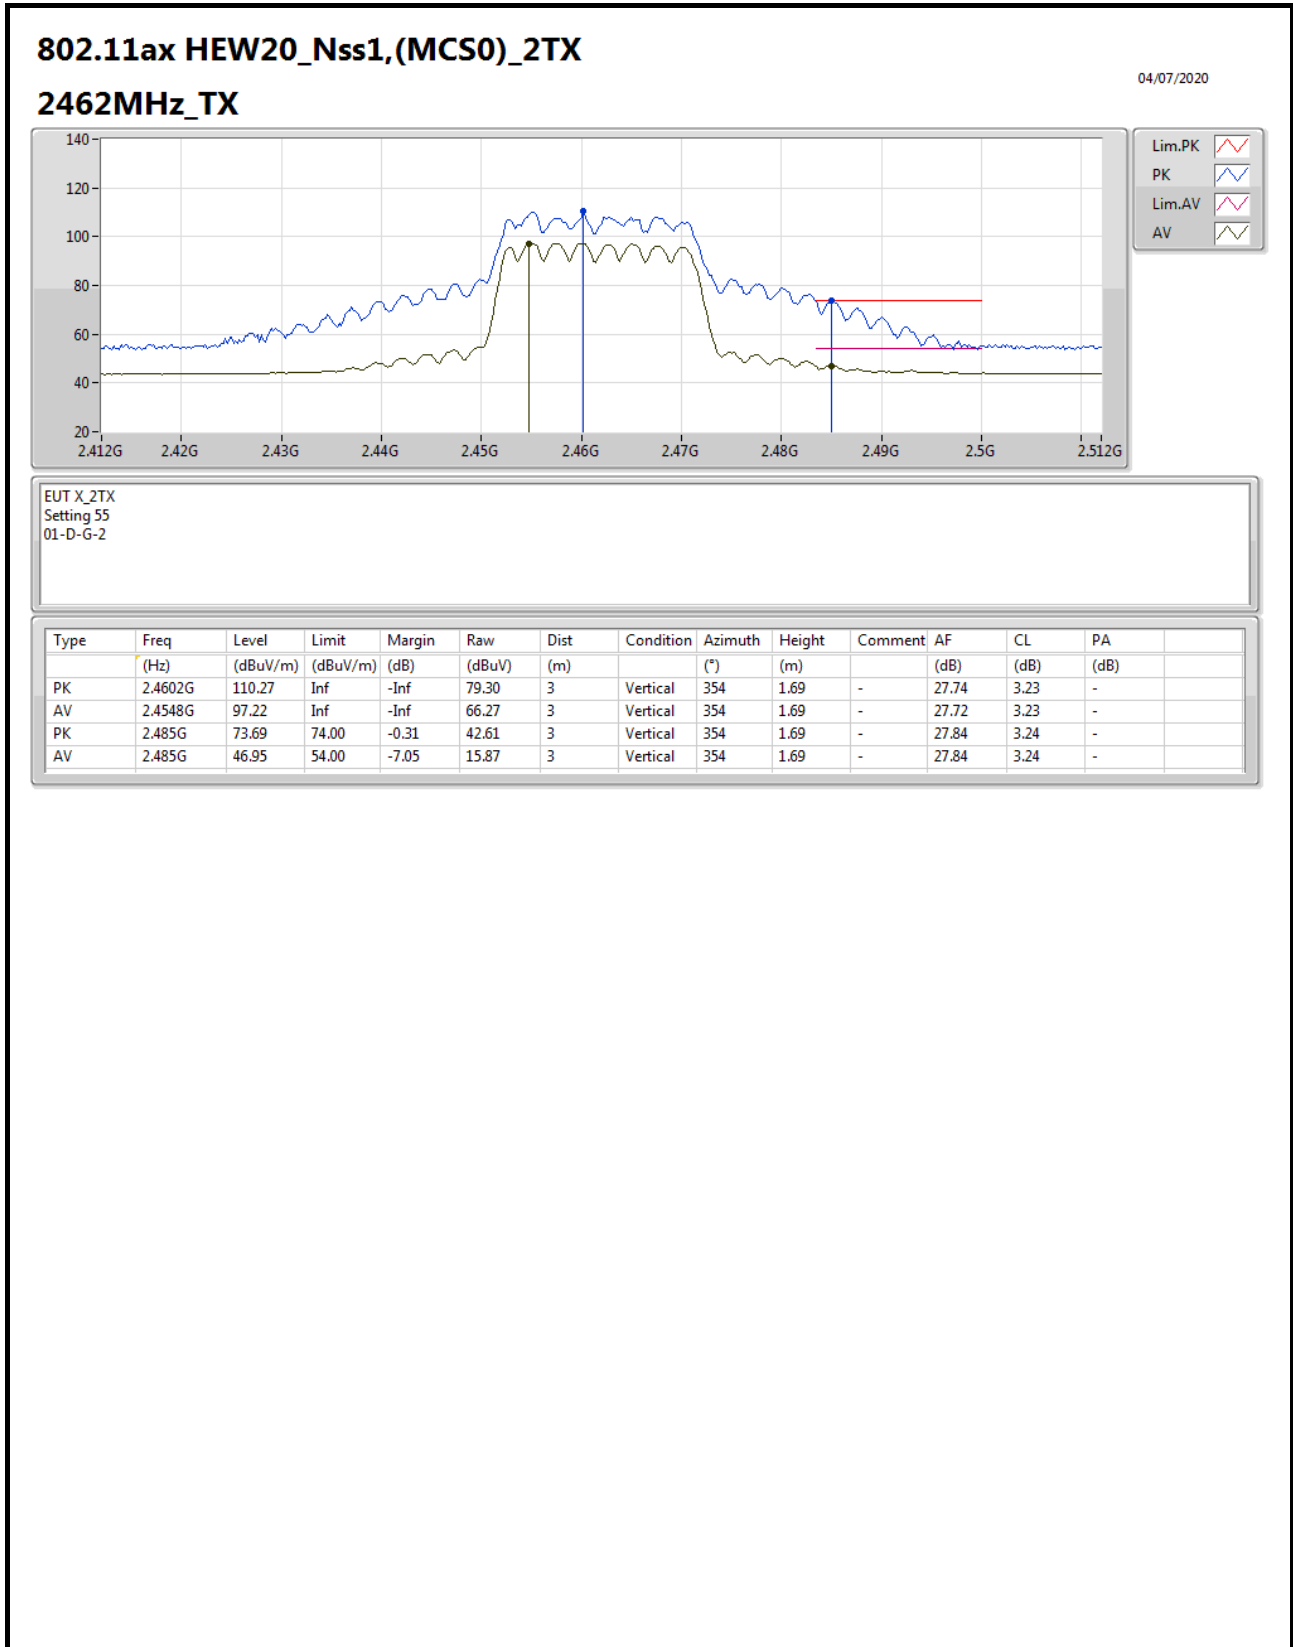 802.11ax HEW20_Nss1,(MCS0)_2TX
04/07/2020
2462MHz_TX
140
120
100
80
60
40
20
2.412G 2.42G 2.43G 2.44G 2.45G 2.46G 2.47G 2.48G 2.49G 2.5G 2.512G
Lim.PK
PK
Lim.AV
AV
EUT X_2TX
Setting 55
01-D-G-2
Type Freq Level Limit Margin Raw Dist Condition Azimuth Height Comment AF CL PA
(Hz) (dBuV/m) (dBuV/m) (dB) (dBuV) (m) (°) (m) (dB) (dB) (dB)
PK 2.4602G 110.27 Inf -Inf 79.30 3 Vertical 354 1.69 - 27.74 3.23 -
AV 2.4548G 97.22 Inf -Inf 66.27 3 Vertical 354 1.69 - 27.72 3.23 -
PK 2.485G 73.69 74.00 -0.31 42.61 3 Vertical 354 1.69 - 27.84 3.24 -
AV 2.485G 46.95 54.00 -7.05 15.87 3 Vertical 354 1.69 - 27.84 3.24 -